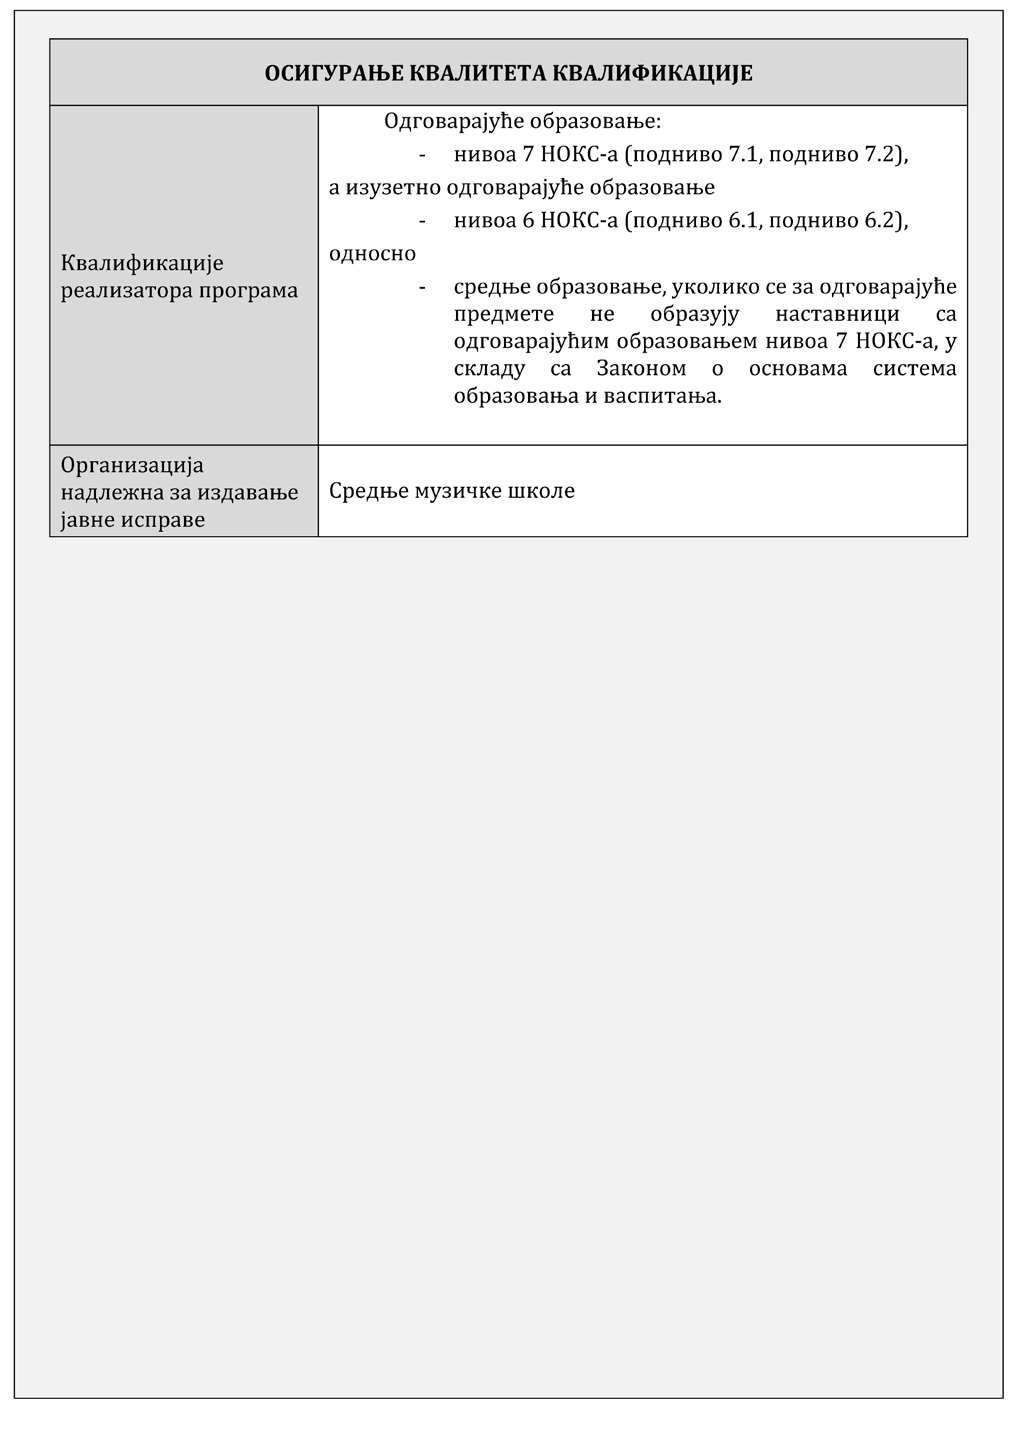 ОСИГУРАЊЕ КВАЛИТЕТА КВАЛИФИКАЦИЈЕ
Квалификације
реализатора програма
Одговарајуће образовање:
- нивоа 7 НОКС-а (подниво 7.1, подниво 7.2),
а изузетно одговарајуће образовање
- нивоа 6 НОКС-а (подниво 6.1, подниво 6.2),
односно
- средње образовање, уколико се за одговарајуће
предмете не образују наставници са
одговарајућим образовањем нивоа 7 НОКС-а, у
складу са Законом о основама система
образовања и васпитања.
Организација
надлежна за издавање
јавне исправе
Средње музичке школе